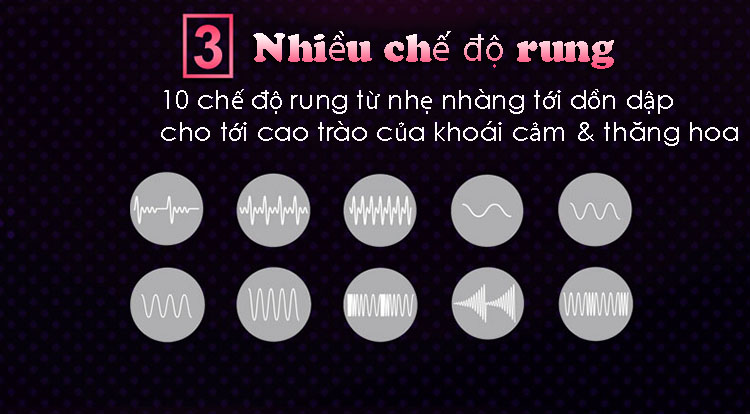 3 Nhiều chế độ rung
10 chế độ rung từ nhẹ nhàng tới dồn dập
cho tới cao trào của khoái cảm & thăng hoa